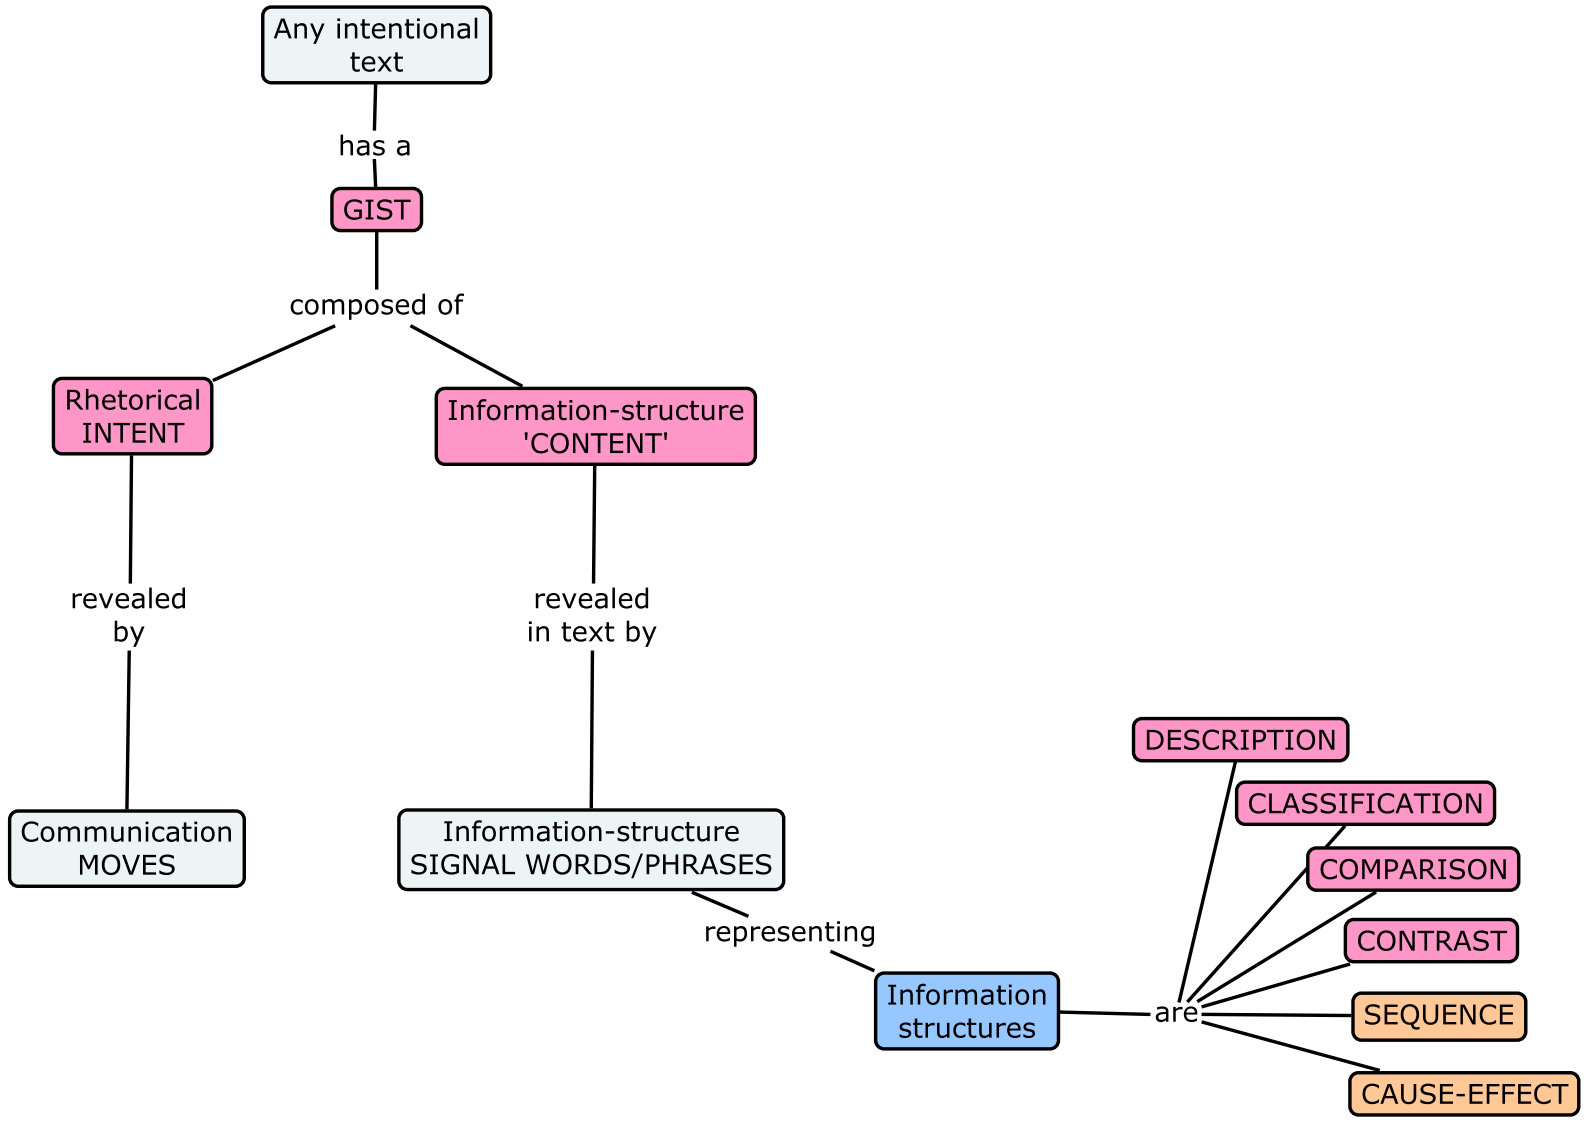 Any intentional
text
has a
GIST
composed of
Rhetorical
INTENT
Information-structure
'CONTENT'
revealed
by
revealed
in text by
Communication
MOVES
Information-structure
SIGNAL WORDS/PHRASES
representing
Information
structures
are
DESCRIPTION
CLASSIFICATION
COMPARISON
CONTRAST
SEQUENCE
CAUSE-EFFECT